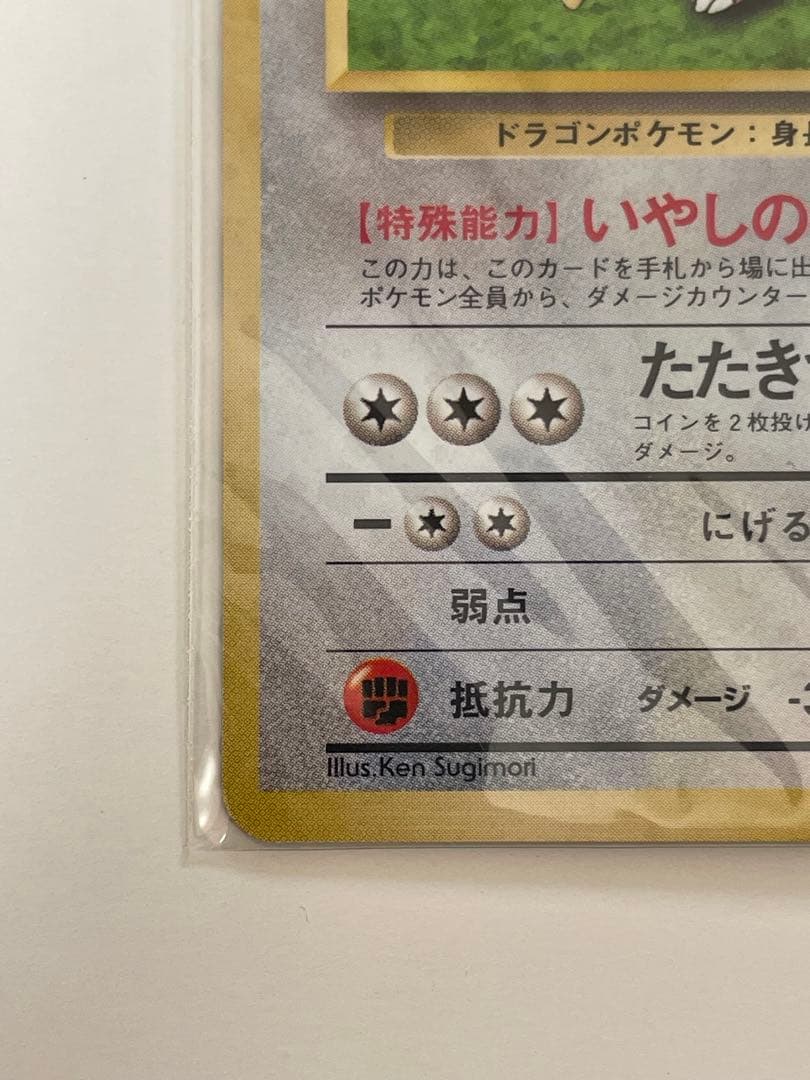 ドラゴンポケモン：身長
【特殊能力】いやしの
この力は、このカードを手札から場に出
ポケモン全員から、ダメージカウンター
たたき
コインを2枚投げ
ダメージ。
にげる
弱点
抵抗力 ダメージ -3
Illus.Ken Sugimori